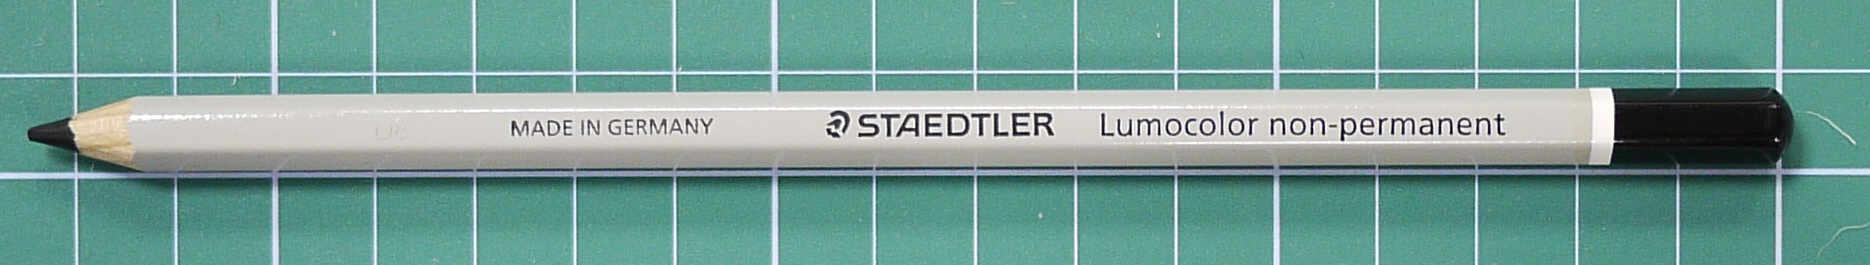 MADE IN GERMANY STAEDTLER Lumocolor non-permanent